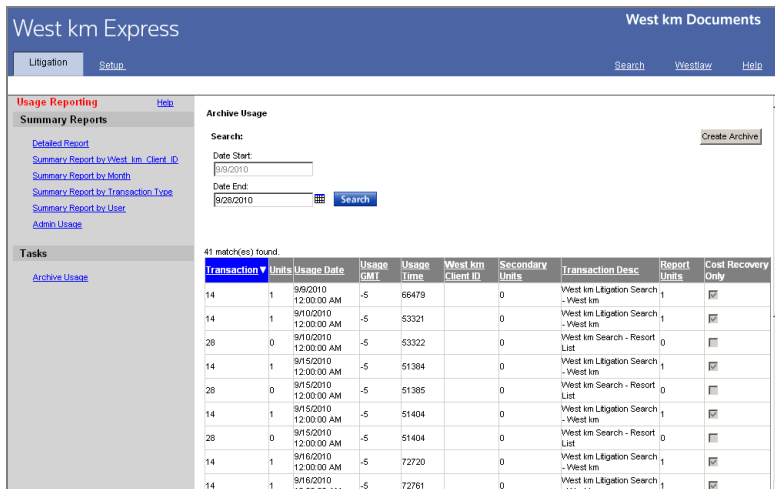 West km Express
West km Documents
Litigation Setup Search Westlaw Help
Usage Reporting Help
Summary Reports
Detailed Report
Summary Report by West km Client ID
Summary Report by Month
Summary Report by Transaction Type
Summary Report by User
Admin Usage
Tasks
Archive Usage
Archive Usage
Search:
Create Archive
Date Start:
9/9/2010
Date End:
9/28/2010 Search
41 match(es) found.
Transaction▼ Units Usage Date Usage GMT Usage Time West km Client ID Secondary Units Transaction Desc Report Units Cost Recovery Only
14 1 9/9/2010 12:00:00 AM -5 66479 0 West km Litigation Search - West km 1
14 1 9/10/2010 12:00:00 AM -5 53321 0 West km Litigation Search - West km 1
28 0 9/10/2010 12:00:00 AM -5 53322 0 West km Search - Resort List 0
14 1 9/15/2010 12:00:00 AM -5 51384 0 West km Litigation Search - West km 1
28 0 9/15/2010 12:00:00 AM -5 51385 0 West km Search - Resort List 0
14 1 9/15/2010 12:00:00 AM -5 51404 0 West km Litigation Search - West km 1
28 0 9/15/2010 12:00:00 AM -5 51404 0 West km Search - Resort List 0
14 1 9/16/2010 12:00:00 AM -5 72720 0 West km Litigation Search - West km 1
14 1 9/16/2010 -5 72761 0 West km Litigation Search 1